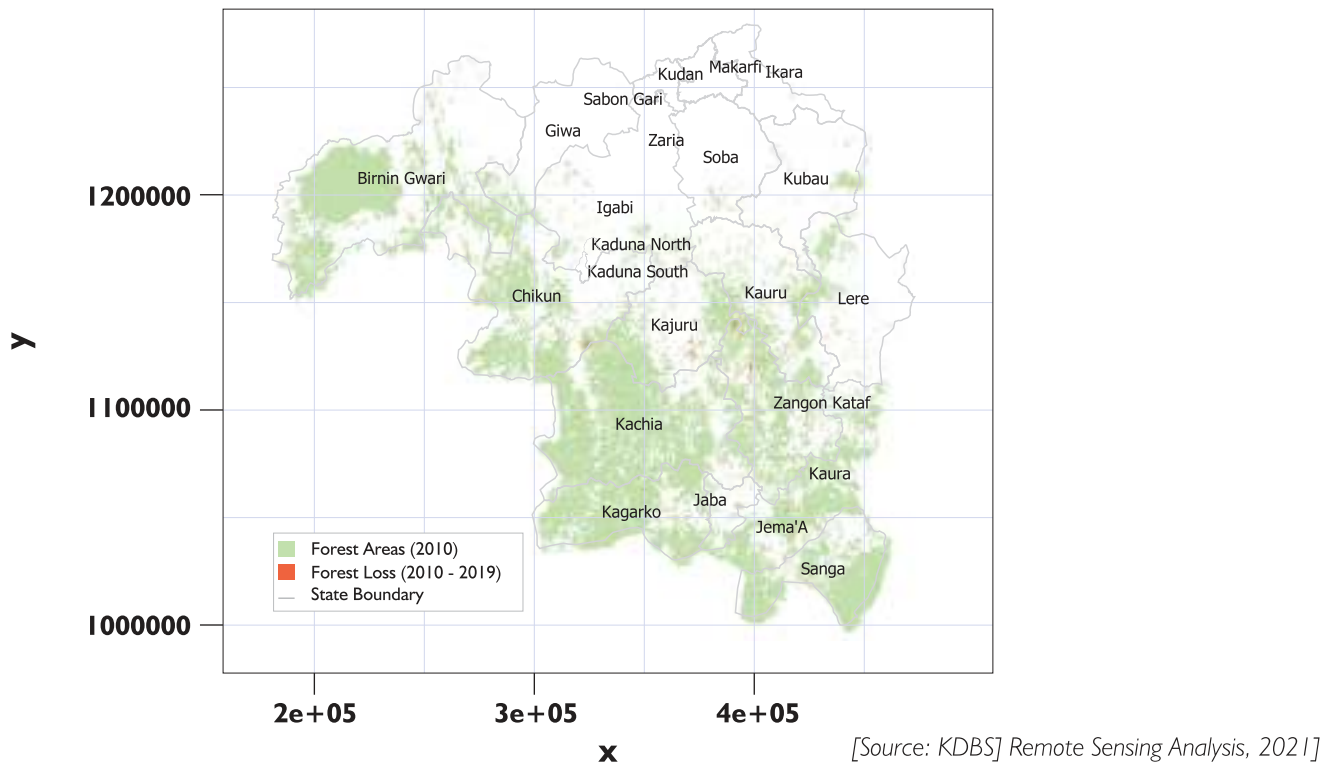 Makarfi
Kudan
Ikara
Sabon Gari
Giwa
Zaria
Soba
Birnin Gwari
Kubau
1200000
Igabi
Kaduna North
Kaduna South
Chikun
Kauru
Lere
Kajuru
y
1100000
Zangon Kataf
Kachia
Kaura
Jaba
Kagarko
Jema'A
Forest Areas (2010)
Sanga
Forest Loss (2010 - 2019)
State Boundary
1000000
2e+05 3e+05 4e+05
x
[Source: KDBS] Remote Sensing Analysis, 2021]